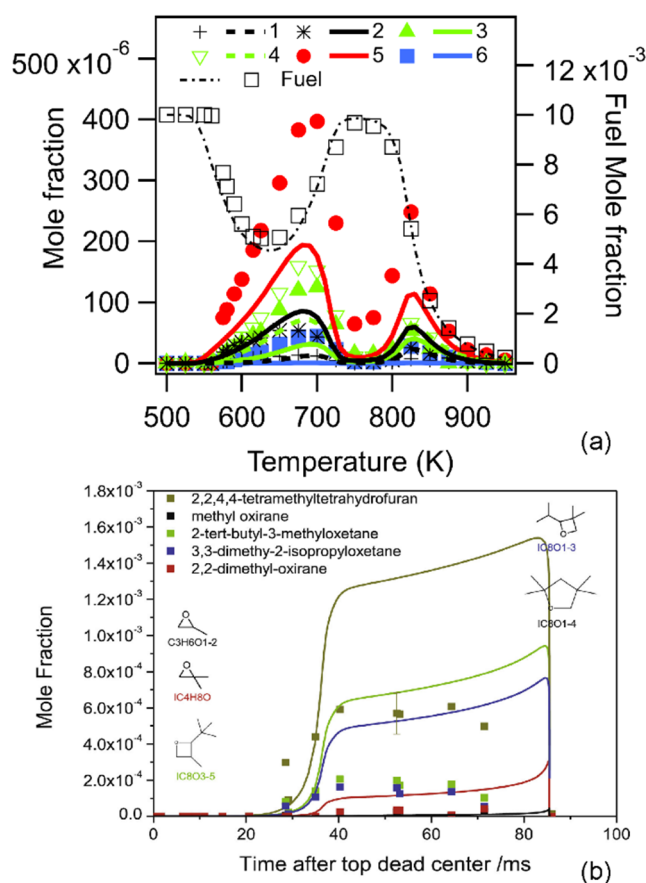 1 2 3
4 5 6
Fuel
500 x10⁻⁶
400
300
200
100
0
Mole fraction
12 x10⁻³
10
8
6
4
2
0
Fuel Mole fraction
500 600 700 800 900
Temperature (K)
(a)
1.8x10⁻³
1.6x10⁻³
1.4x10⁻³
1.2x10⁻³
1.0x10⁻³
8.0x10⁻⁴
6.0x10⁻⁴
4.0x10⁻⁴
2.0x10⁻⁴
0.0
Mole Fraction
2,2,4,4-tetramethyltetrahydrofuran
methyl oxirane
2-tert-butyl-3-methyloxetane
3,3-dimethy-2-isopropyloxetane
2,2-dimethyl-oxirane
O
IC8O1-3
O
IC8O1-4
O
C3H6O1-2
O
IC4H8O
O
IC8O3-5
0 20 40 60 80 100
Time after top dead center /ms
(b)